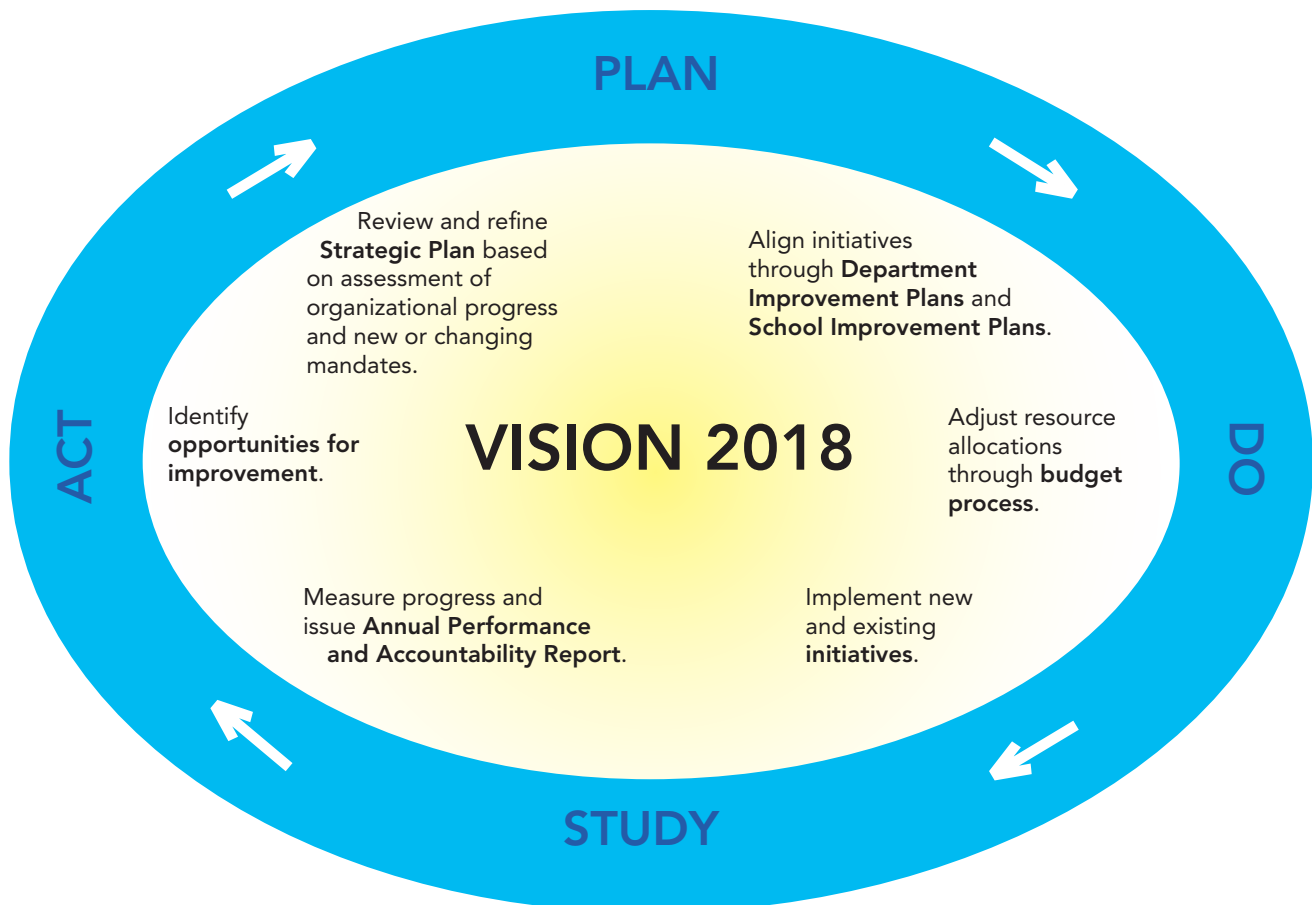 PLAN
Review and refine
Strategic Plan based
on assessment of
organizational progress
and new or changing
mandates.
Align initiatives
through Department
Improvement Plans and
School Improvement Plans.
ACT
Identify
opportunities for
improvement.
VISION 2018
Adjust resource
allocations
through budget
process.
DO
Measure progress and
issue Annual Performance
and Accountability Report.
Implement new
and existing
initiatives.
STUDY